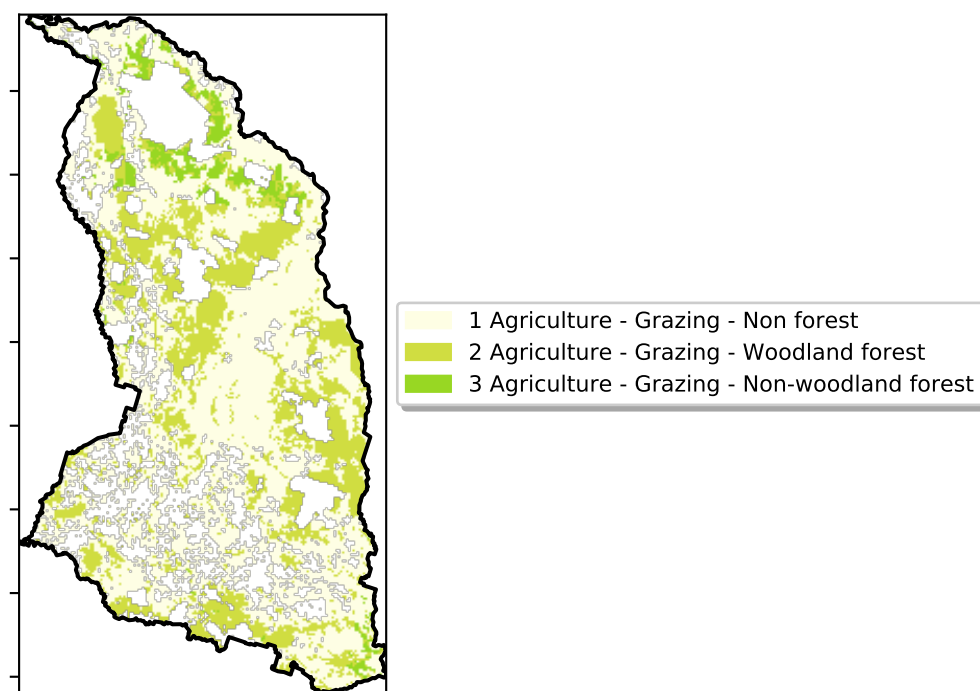 1 Agriculture - Grazing - Non forest
2 Agriculture - Grazing - Woodland forest
3 Agriculture - Grazing - Non-woodland forest